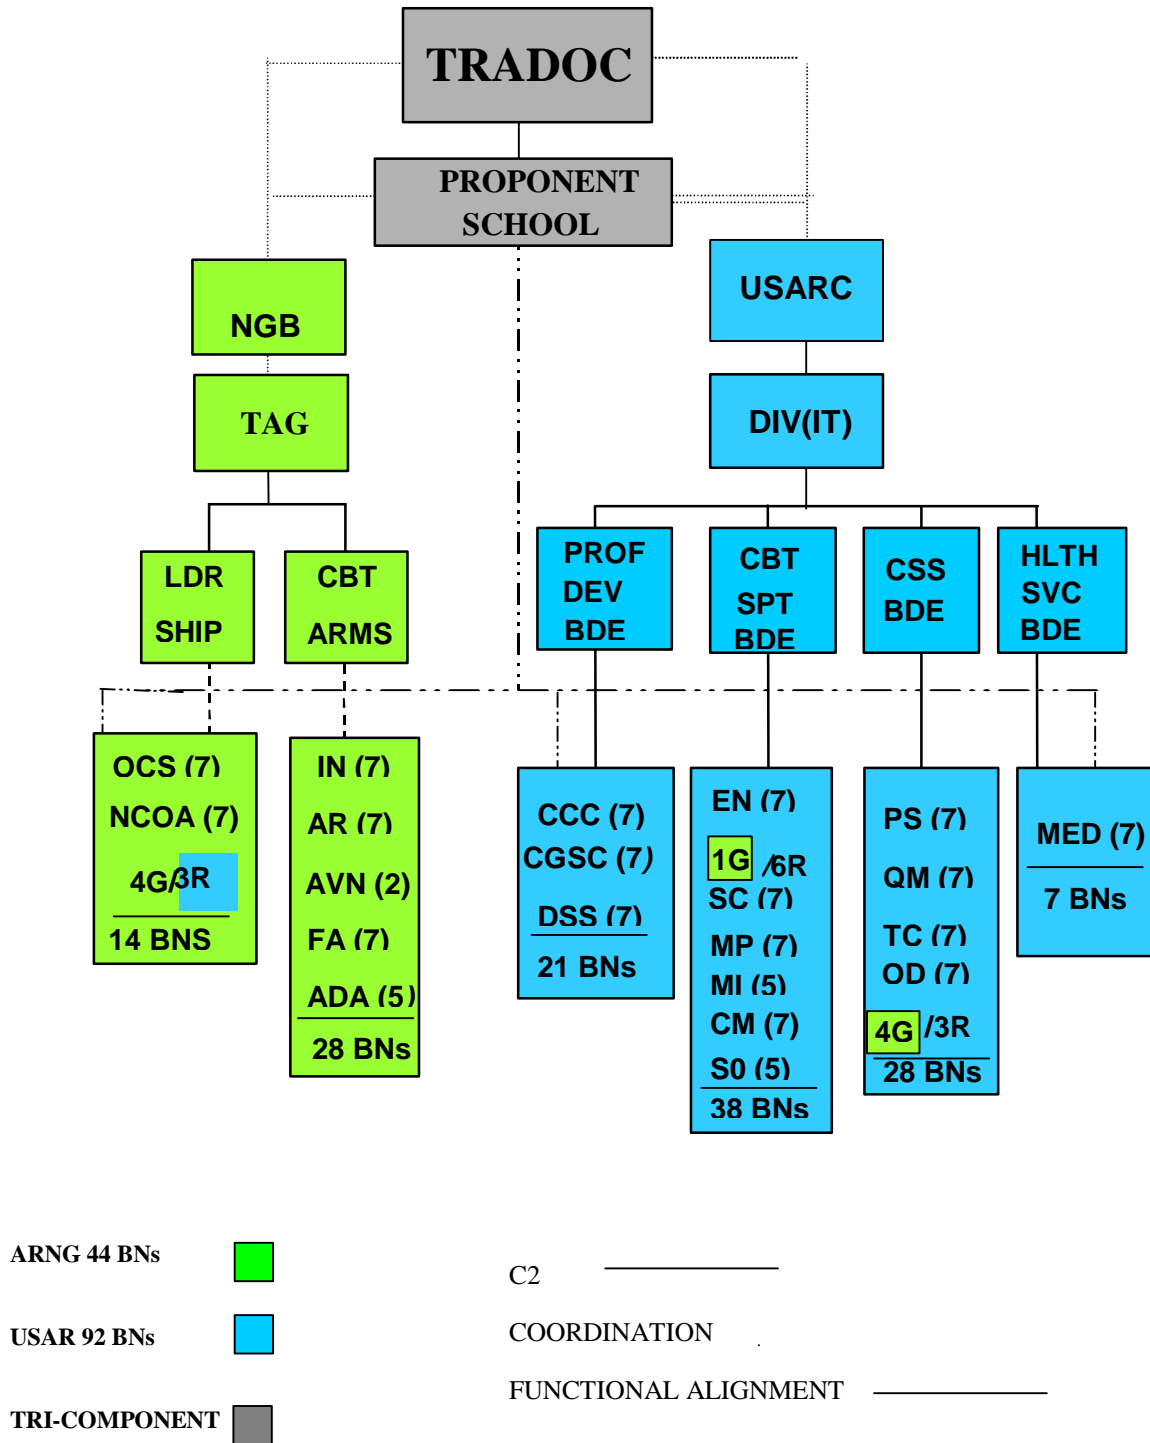 TRADOC
PROPONENT
SCHOOL
NGB
USARC
TAG
DIV(IT)
LDR
SHIP
CBT
ARMS
PROF
DEV
BDE
CBT
SPT
BDE
CSS
BDE
HLTH
SVC
BDE
OCS (7)
NCOA (7)
4G/3R
14 BNS
IN (7)
AR (7)
AVN (2)
FA (7)
ADA (5)
28 BNs
CCC (7)
CGSC (7)
DSS (7)
21 BNs
EN (7)
1G /6R
SC (7)
MP (7)
MI (5)
CM (7)
S0 (5)
38 BNs
PS (7)
QM (7)
TC (7)
OD (7)
4G /3R
28 BNs
MED (7)
7 BNs
ARNG 44 BNs
USAR 92 BNs
TRI-COMPONENT
C2
COORDINATION
FUNCTIONAL ALIGNMENT